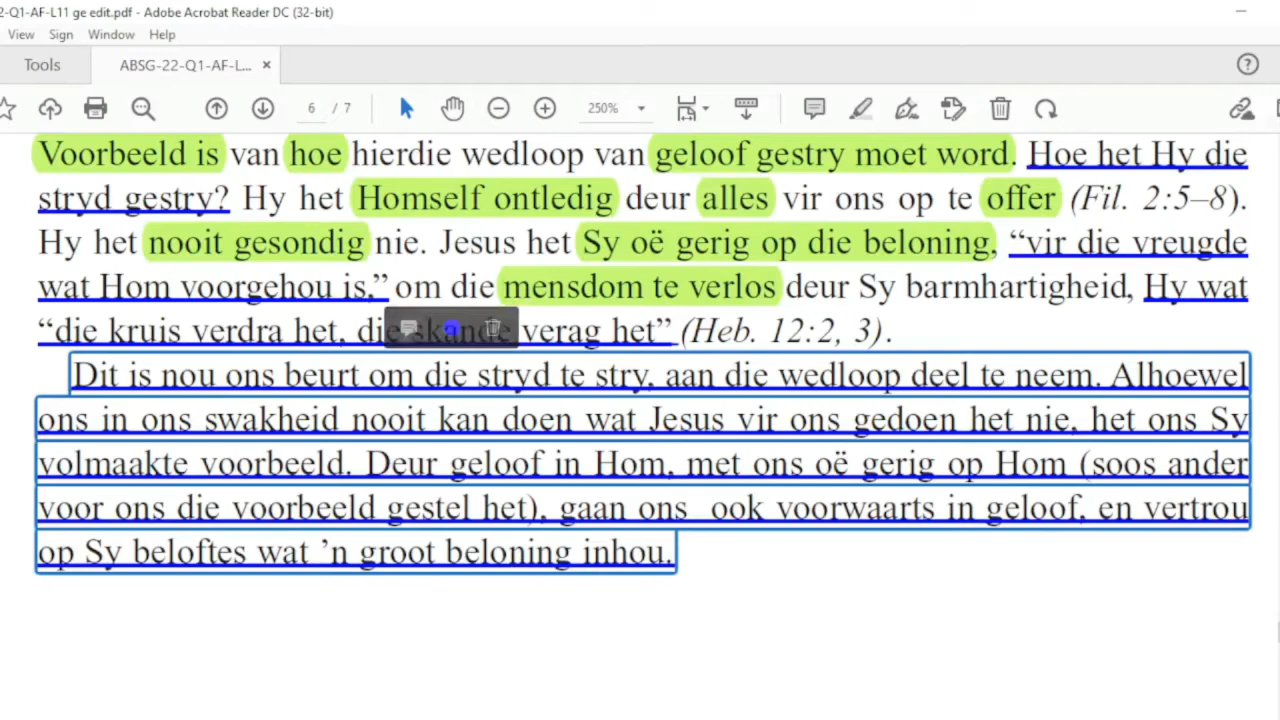 2-Q1-AF-L11 ge edit.pdf - Adobe Acrobat Reader DC (32-bit)
View Sign Window Help
Tools ABSG-22-Q1-AF-L... ×
6 / 7 250%
Voorbeeld is van hoe hierdie wedloop van geloof gestry moet word. Hoe het Hy die
stryd gestry? Hy het Homself ontledig deur alles vir ons op te offer (Fil. 2:5–8).
Hy het nooit gesondig nie. Jesus het Sy oë gerig op die beloning, “vir die vreugde
wat Hom voorgehou is,” om die mensdom te verlos deur Sy barmhartigheid, Hy wat
“die kruis verdra het, die skande verag het” (Heb. 12:2, 3).
Dit is nou ons beurt om die stryd te stry, aan die wedloop deel te neem. Alhoewel
ons in ons swakheid nooit kan doen wat Jesus vir ons gedoen het nie, het ons Sy
volmaakte voorbeeld. Deur geloof in Hom, met ons oë gerig op Hom (soos ander
voor ons die voorbeeld gestel het), gaan ons ook voorwaarts in geloof, en vertrou
op Sy beloftes wat ’n groot beloning inhou.